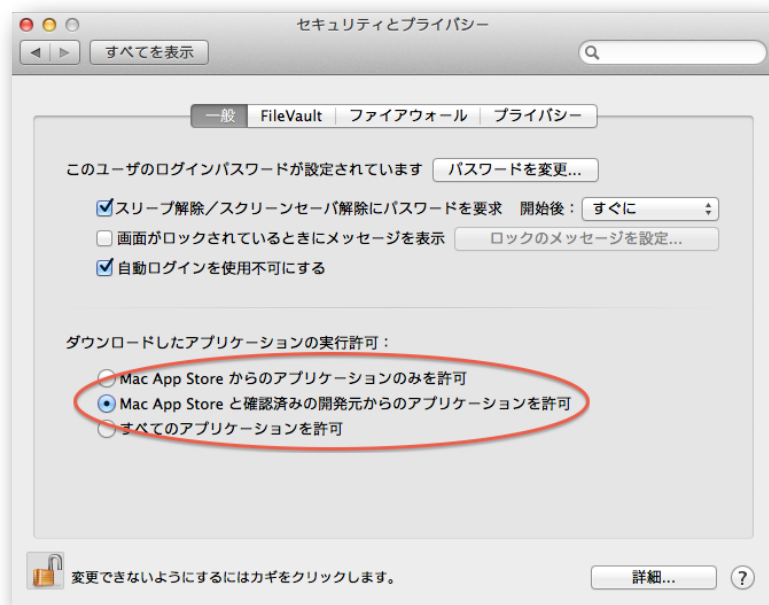 セキュリティとプライバシー
すべてを表示
一般 FileVault ファイアウォール プライバシー
このユーザのログインパスワードが設定されています パスワードを変更...
スリープ解除／スクリーンセーバ解除にパスワードを要求 開始後： すぐに
画面がロックされているときにメッセージを表示 ロックのメッセージを設定...
自動ログインを使用不可にする
ダウンロードしたアプリケーションの実行許可：
Mac App Store からのアプリケーションのみを許可
Mac App Store と確認済みの開発元からのアプリケーションを許可
すべてのアプリケーションを許可
変更できないようにするにはカギをクリックします。 詳細... ?